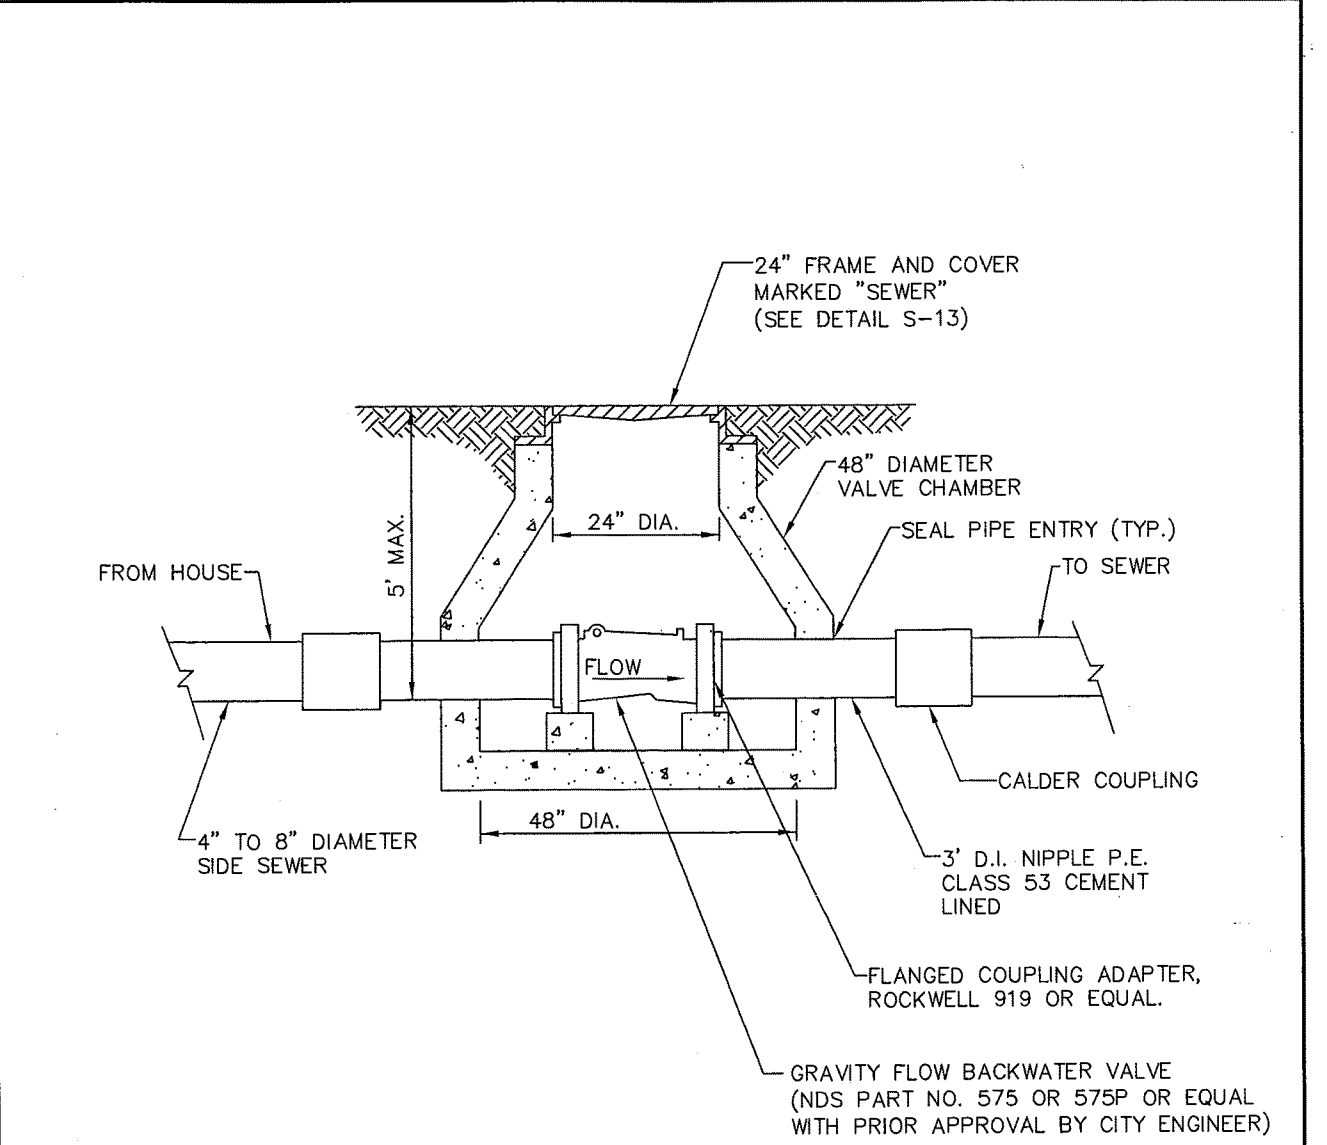 24" FRAME AND COVER
MARKED "SEWER"
(SEE DETAIL S-13)
48" DIAMETER
VALVE CHAMBER
24" DIA.
SEAL PIPE ENTRY (TYP.)
5' MAX.
FROM HOUSE
TO SEWER
FLOW
CALDER COUPLING
48" DIA.
4" TO 8" DIAMETER
SIDE SEWER
3' D.I. NIPPLE P.E.
CLASS 53 CEMENT
LINED
FLANGED COUPLING ADAPTER,
ROCKWELL 919 OR EQUAL.
GRAVITY FLOW BACKWATER VALVE
(NDS PART NO. 575 OR 575P OR EQUAL
WITH PRIOR APPROVAL BY CITY ENGINEER)